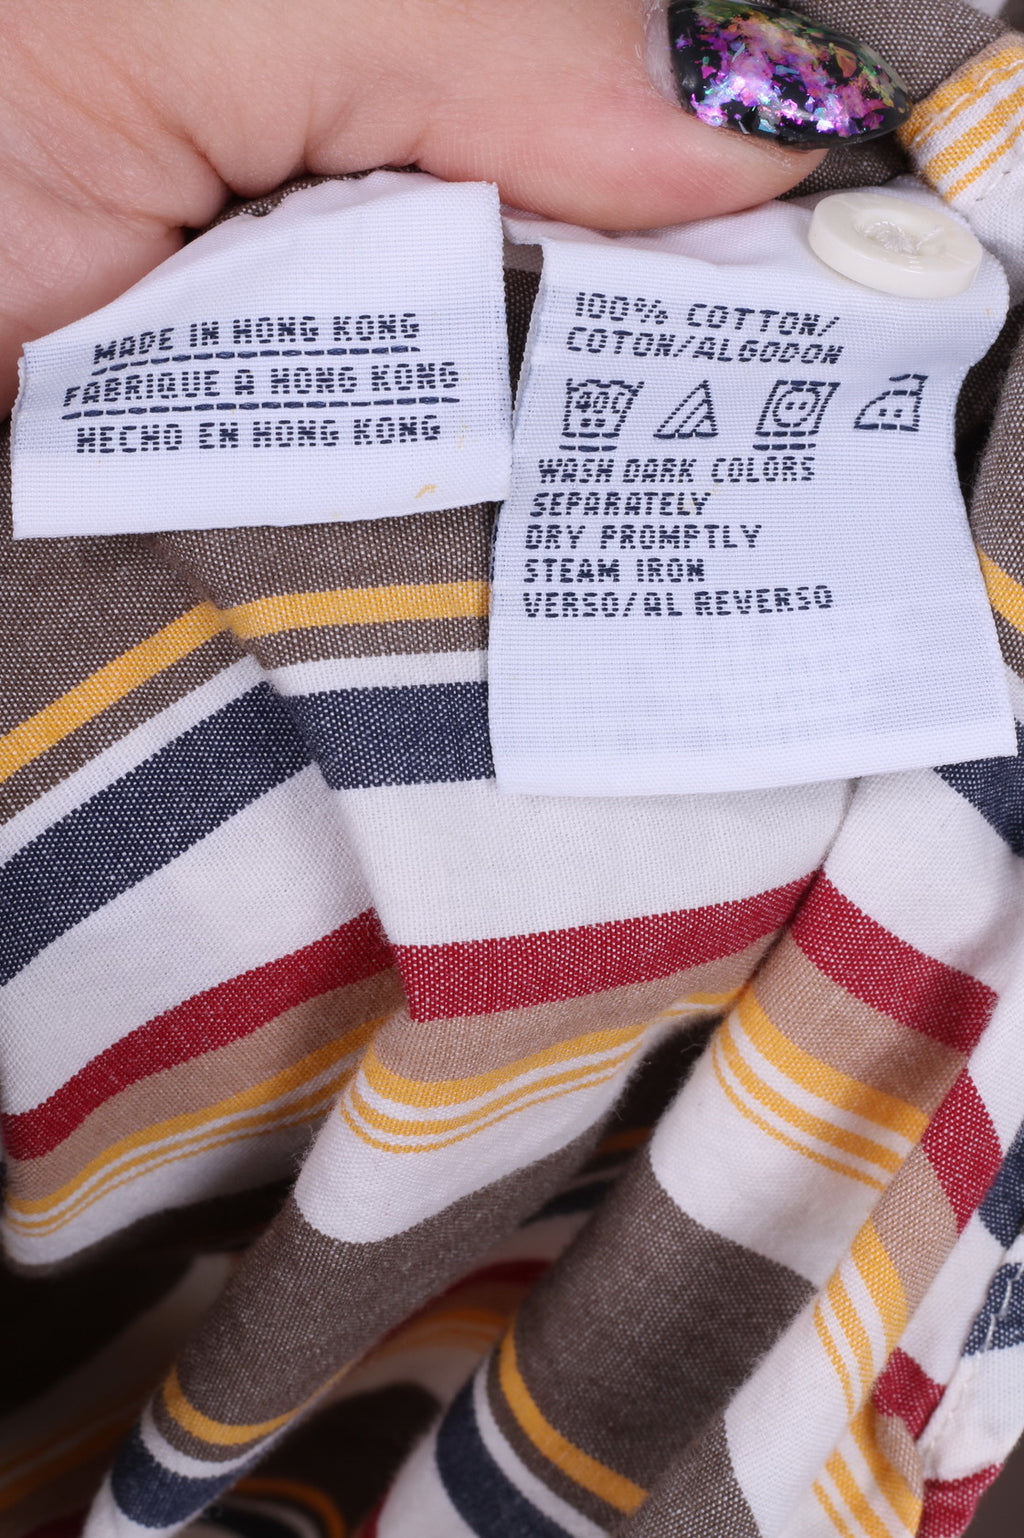 MADE IN HONG KONG
FABRIQUE A HONG KONG
HECHO EN HONG KONG
100% COTTON/
COTON/ALGODON
40C
WASH DARK COLORS
SEPARATELY
DRY PROMPTLY
STEAM IRON
VERSO/AL REVERSO